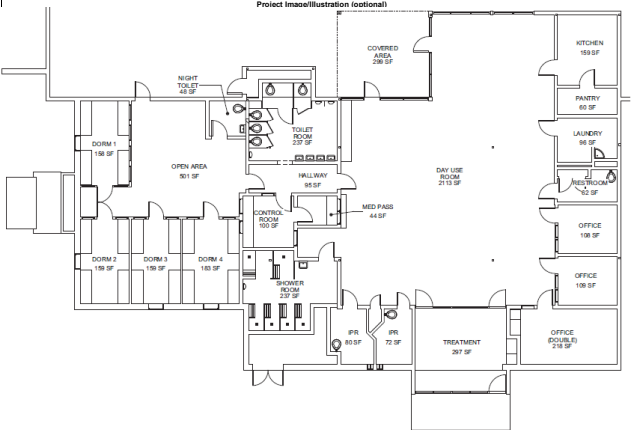 Project Image/Illustration (optional)
COVERED
AREA
299 SF
KITCHEN
159 SF
NIGHT
TOILET
48 SF
PANTRY
60 SF
TOILET
ROOM
237 SF
LAUNDRY
96 SF
DORM 1
158 SF
OPEN AREA
501 SF
HALLWAY
95 SF
DAY USE
ROOM
2113 SF
RESTROOM
62 SF
MED PASS
44 SF
CONTROL
ROOM
100 SF
OFFICE
108 SF
DORM 2
159 SF
DORM 3
159 SF
DORM 4
183 SF
OFFICE
109 SF
SHOWER
ROOM
237 SF
IPR
80 SF
IPR
72 SF
TREATMENT
297 SF
OFFICE
(DOUBLE)
218 SF